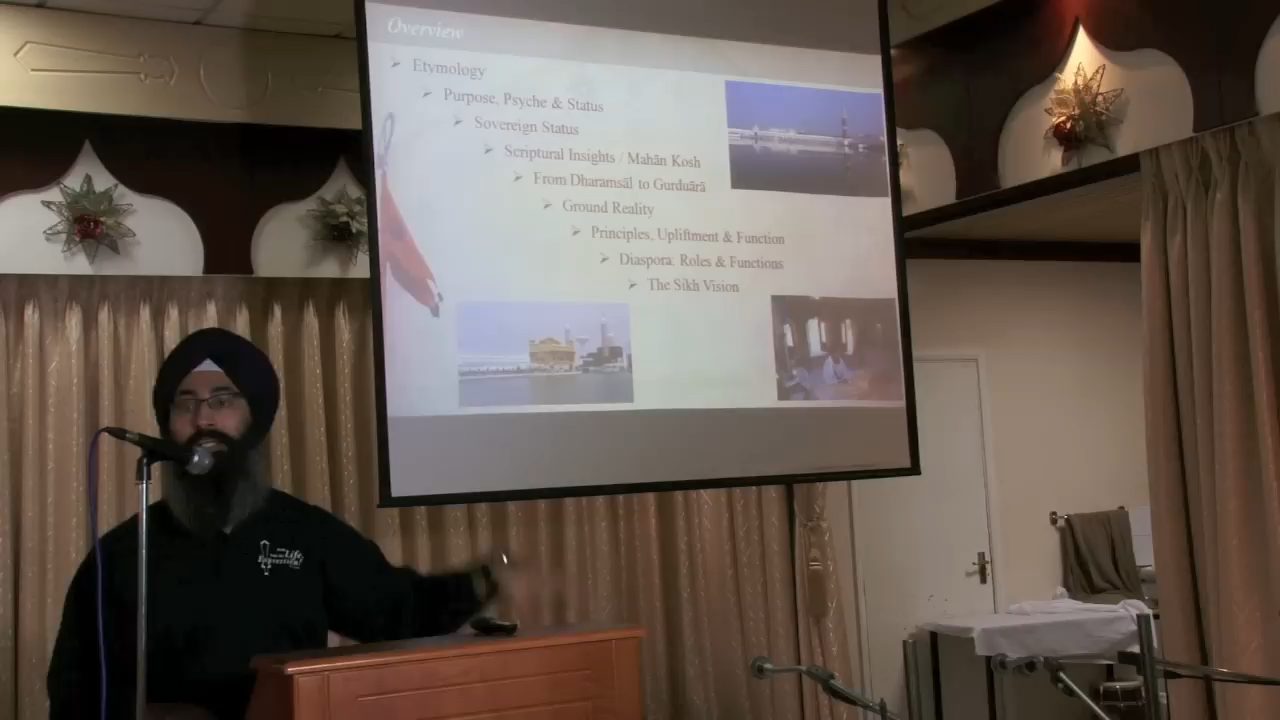 Overview
Etymology
Purpose, Psyche & Status
Sovereign Status
Scriptural Insights / Mahān Kosh
From Dharamsāl to Gurduārā
Ground Reality
Principles, Upliftment & Function
Diaspora: Roles & Functions
The Sikh Vision
Life